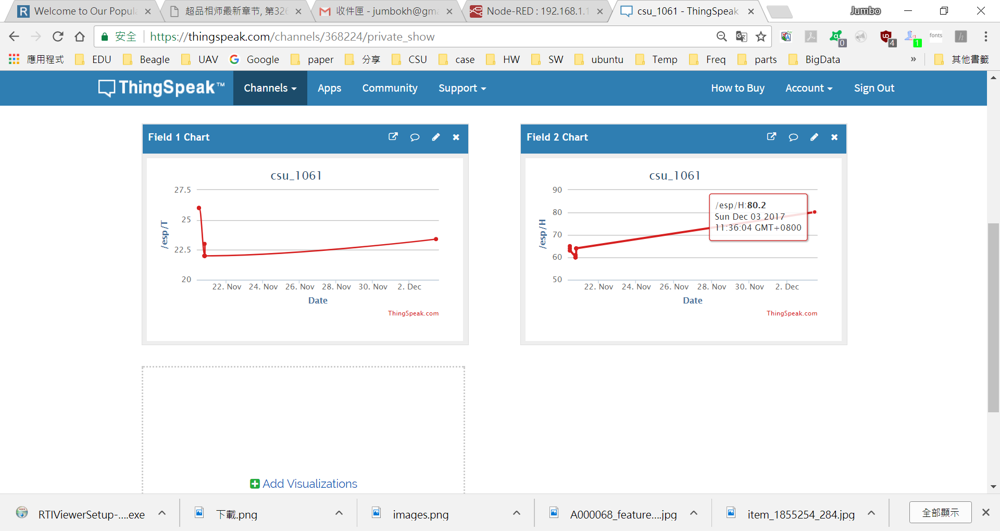 Welcome to Our Popula
超品相师最新章节, 第326
收件匣 - jumbokh@gma
Node-RED : 192.168.1.1
csu_1061 - ThingSpeak
Jumbo
安全
https://thingspeak.com/channels/368224/private_show
0
4
1
fonts
h
應用程式
EDU
Beagle
UAV
Google
paper
分享
CSU
case
HW
SW
ubuntu
Temp
Freq
parts
BigData
»
其他書籤
ThingSpeak™
Channels
Apps
Community
Support
How to Buy
Account
Sign Out
Field 1 Chart
csu_1061
27.5
25
22.5
20
/esp/T
22. Nov
24. Nov
26. Nov
28. Nov
30. Nov
2. Dec
Date
ThingSpeak.com
Field 2 Chart
csu_1061
90
80
70
60
50
/esp/H
/esp/H:80.2
Sun Dec 03 2017
11:36:04 GMT+0800
22. Nov
24. Nov
26. Nov
28. Nov
30. Nov
2. Dec
Date
ThingSpeak.com
Add Visualizations
RTIViewerSetup-....exe
下載.png
images.png
A000068_feature....jpg
item_1855254_284.jpg
全部顯示